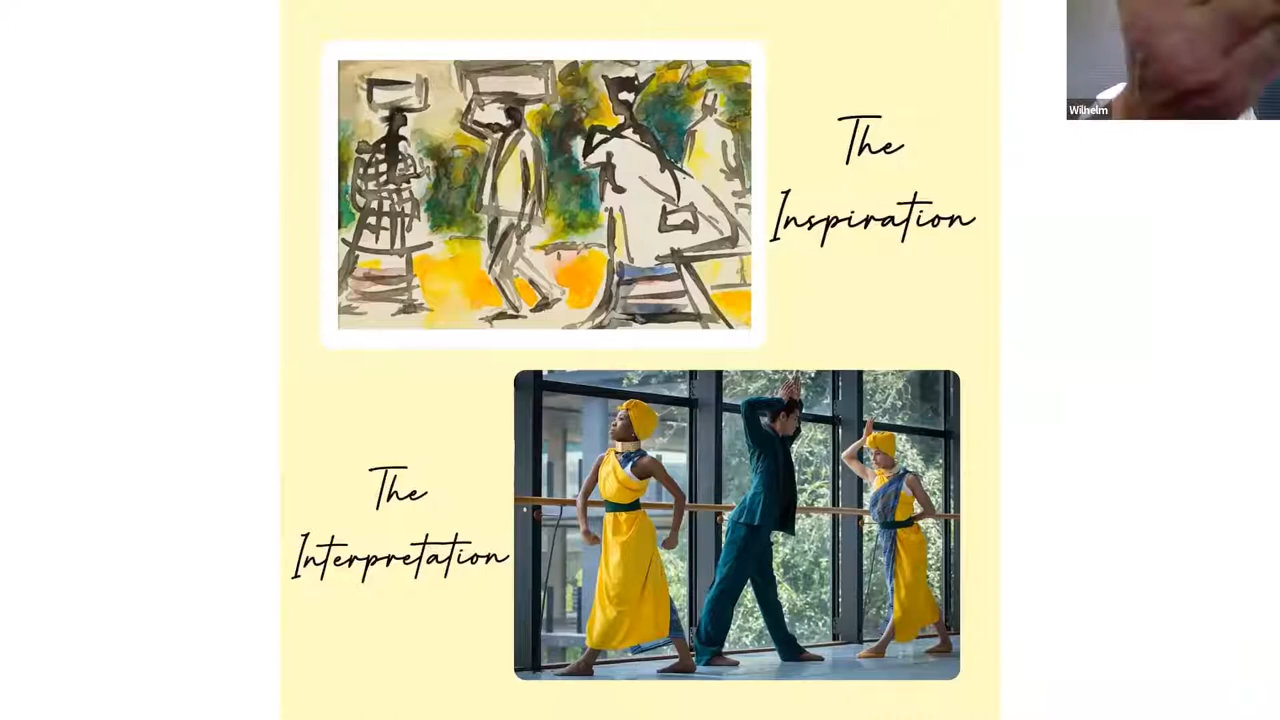 Wilhelm
The
Inspiration
The
Interpretation